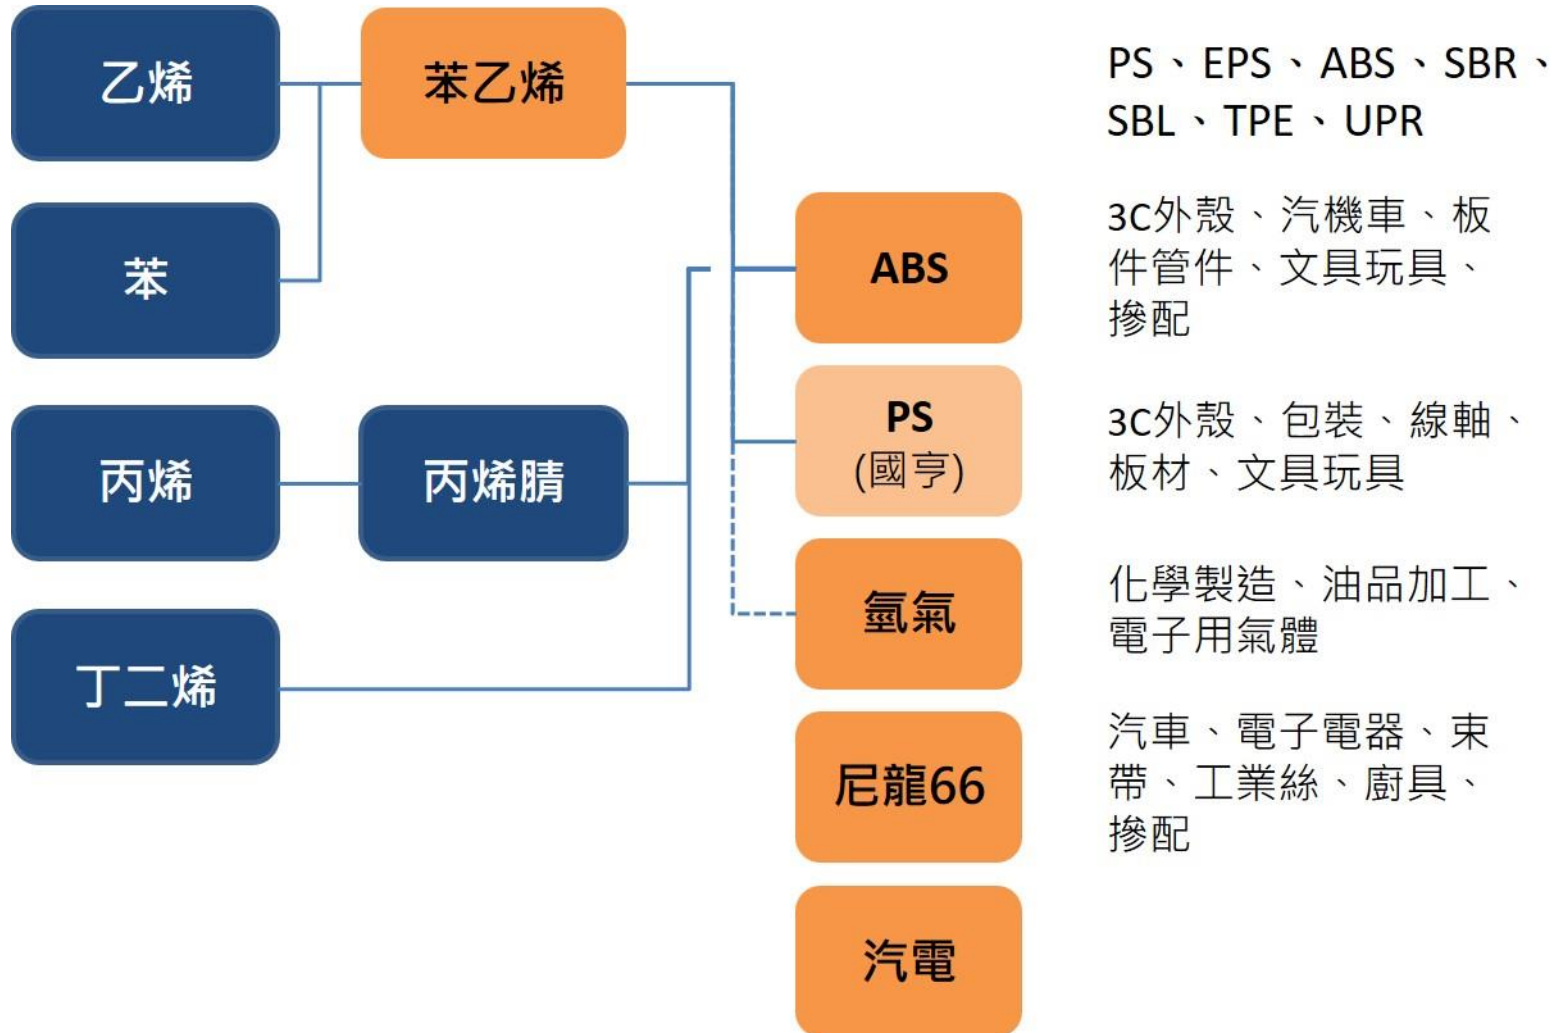 乙烯
苯乙烯
PS、EPS、ABS、SBR、
SBL、TPE、UPR
苯
ABS
3C外殼、汽機車、板
件管件、文具玩具、
摻配
丙烯
丙烯腈
PS
(國亨)
3C外殼、包裝、線軸、
板材、文具玩具
丁二烯
氫氣
化學製造、油品加工、
電子用氣體
尼龍66
汽車、電子電器、束
帶、工業絲、廚具、
摻配
汽電